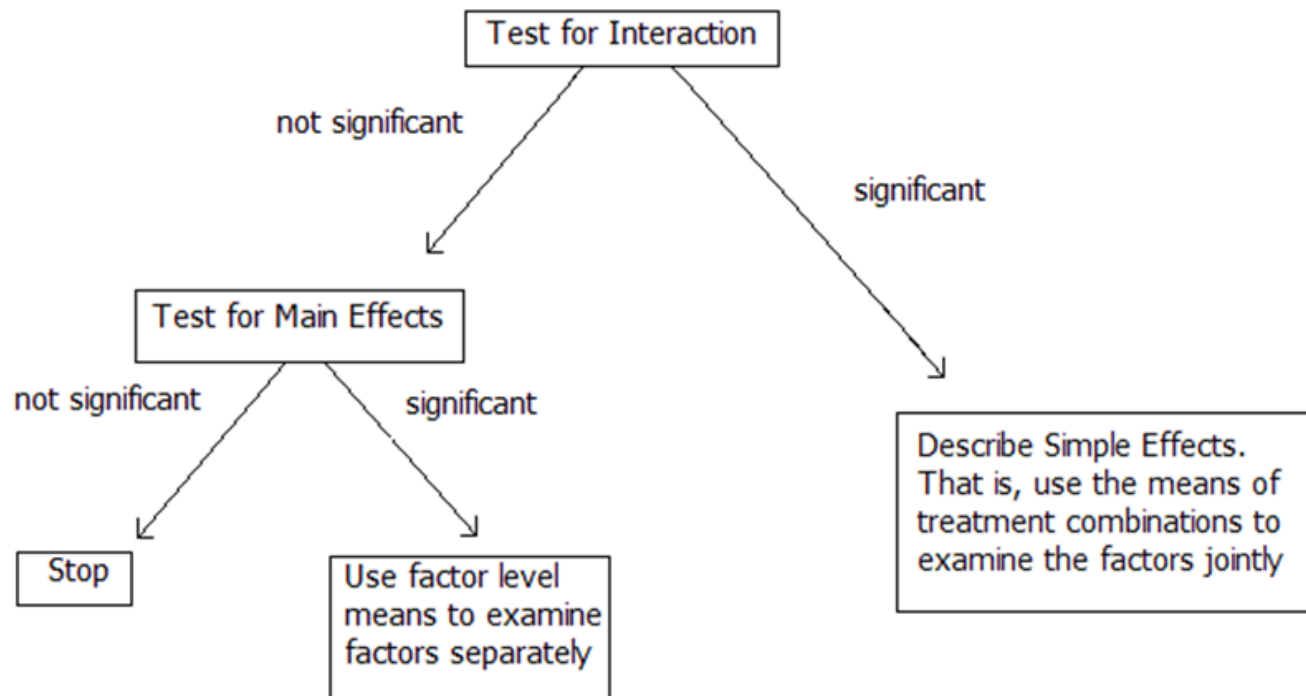 Test for Interaction
not significant
significant
Test for Main Effects
not significant
significant
Describe Simple Effects.
That is, use the means of
treatment combinations to
examine the factors jointly
Stop
Use factor level
means to examine
factors separately